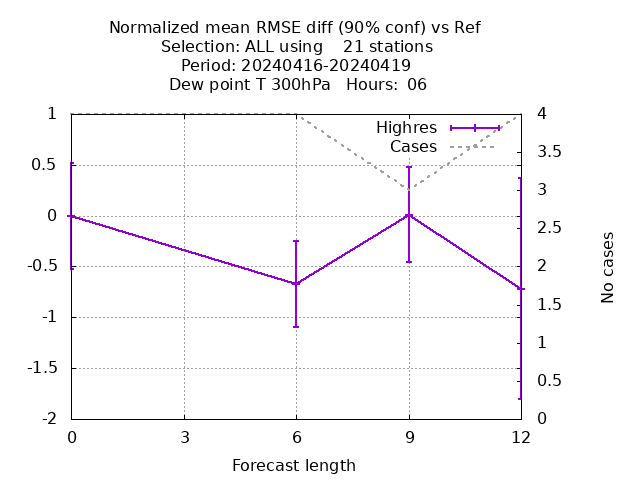 Normalized mean RMSE diff (90% conf) vs Ref
Selection: ALL using    21 stations
Period: 20240416-20240419
Dew point T 300hPa   Hours:  06
Highres
Cases
1
0.5
0
-0.5
-1
-1.5
-2
4
3.5
3
2.5
2
1.5
1
0.5
0
No cases
0 3 6 9 12
Forecast length